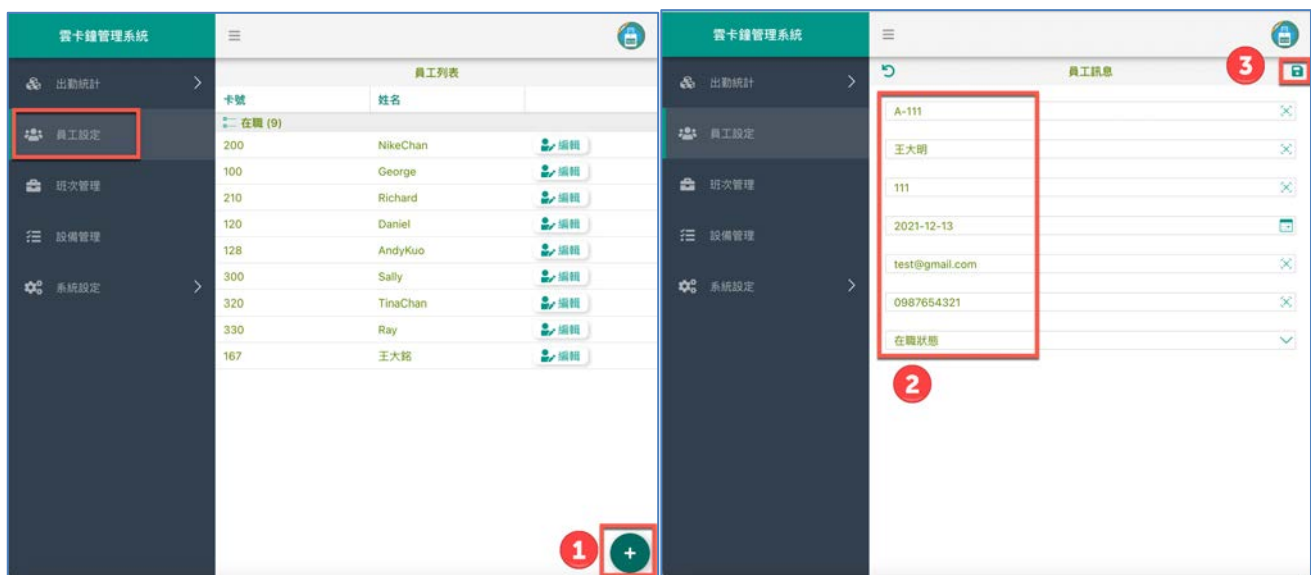 雲卡鐘管理系統
出勤統計
員工設定
班次管理
設備管理
系統設定
員工列表
卡號 姓名
在職 (9)
200 NikeChan 編輯
100 George 編輯
210 Richard 編輯
120 Daniel 編輯
128 AndyKuo 編輯
300 Sally 編輯
320 TinaChan 編輯
330 Ray 編輯
167 王大銘 編輯
1
+
雲卡鐘管理系統
出勤統計
員工設定
班次管理
設備管理
系統設定
員工訊息
3
A-111
王大明
111
2021-12-13
test@gmail.com
0987654321
在職狀態
2